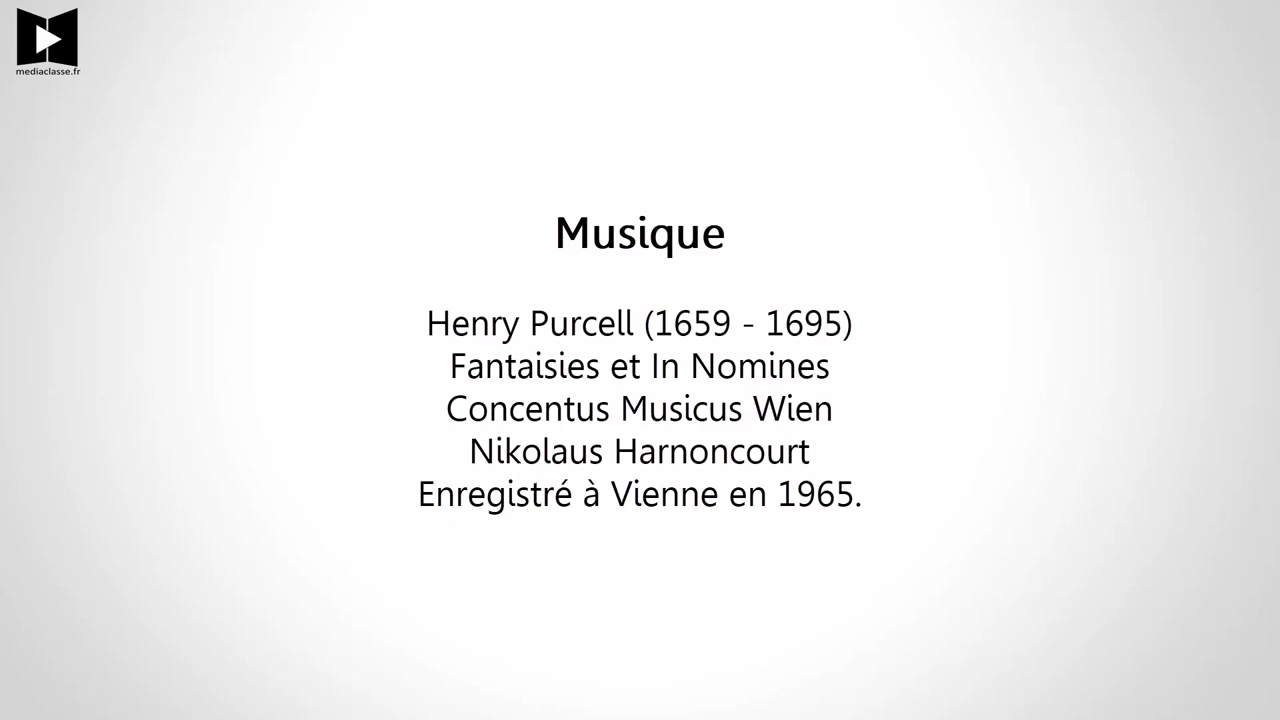 mediaclasse.fr
Musique
Henry Purcell (1659 - 1695)
Fantaisies et In Nomines
Concentus Musicus Wien
Nikolaus Harnoncourt
Enregistré à Vienne en 1965.